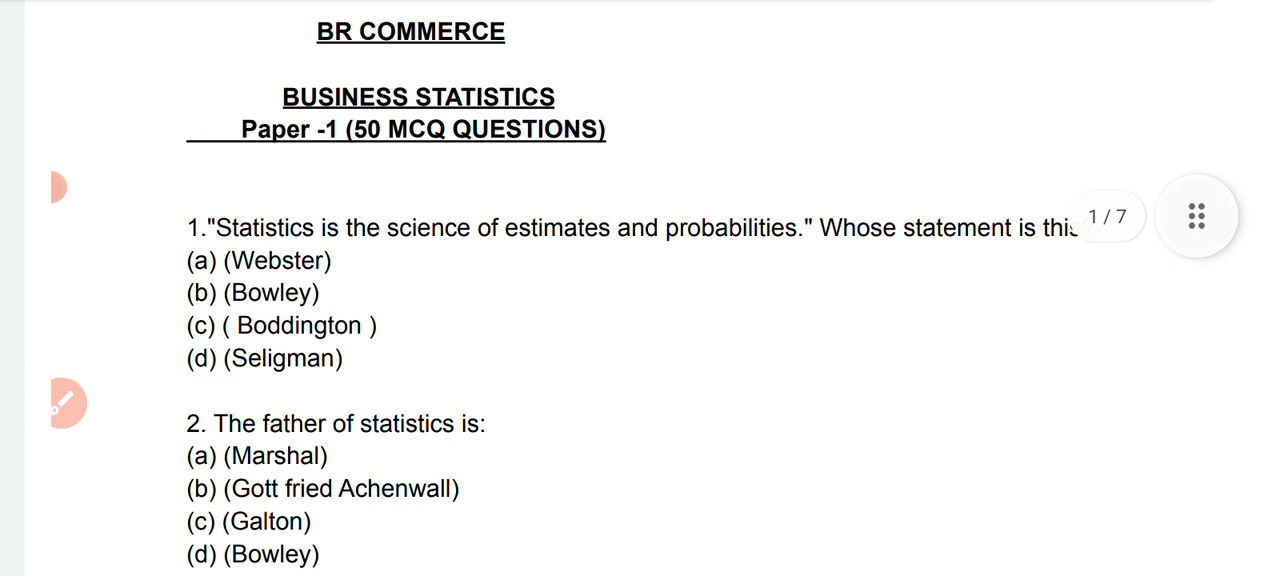 BR COMMERCE
BUSINESS STATISTICS
Paper -1 (50 MCQ QUESTIONS)
1."Statistics is the science of estimates and probabilities." Whose statement is this
1 / 7
(a) (Webster)
(b) (Bowley)
(c) ( Boddington )
(d) (Seligman)
2. The father of statistics is:
(a) (Marshal)
(b) (Gott fried Achenwall)
(c) (Galton)
(d) (Bowley)